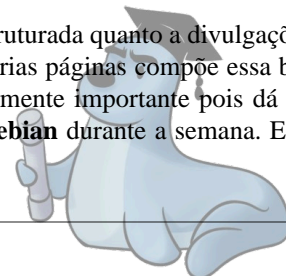 ruturada quanto a divulgaçõ
rias páginas compõe essa b
mente importante pois dá
ebian durante a semana. E